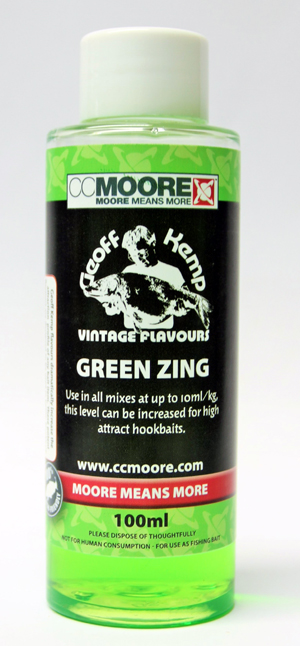 CCMOORE
MOORE MEANS MORE
Geoff Kemp
VINTAGE FLAVOURS
GREEN ZING
Use in all mixes at up to 10ml/kg,
this level can be increased for high
attract hookbaits.
www.ccmoore.com
MOORE MEANS MORE
100ml
PLEASE DISPOSE OF THOUGHTFULLY
NOT FOR HUMAN CONSUMPTION - FOR USE AS FISHING BAIT